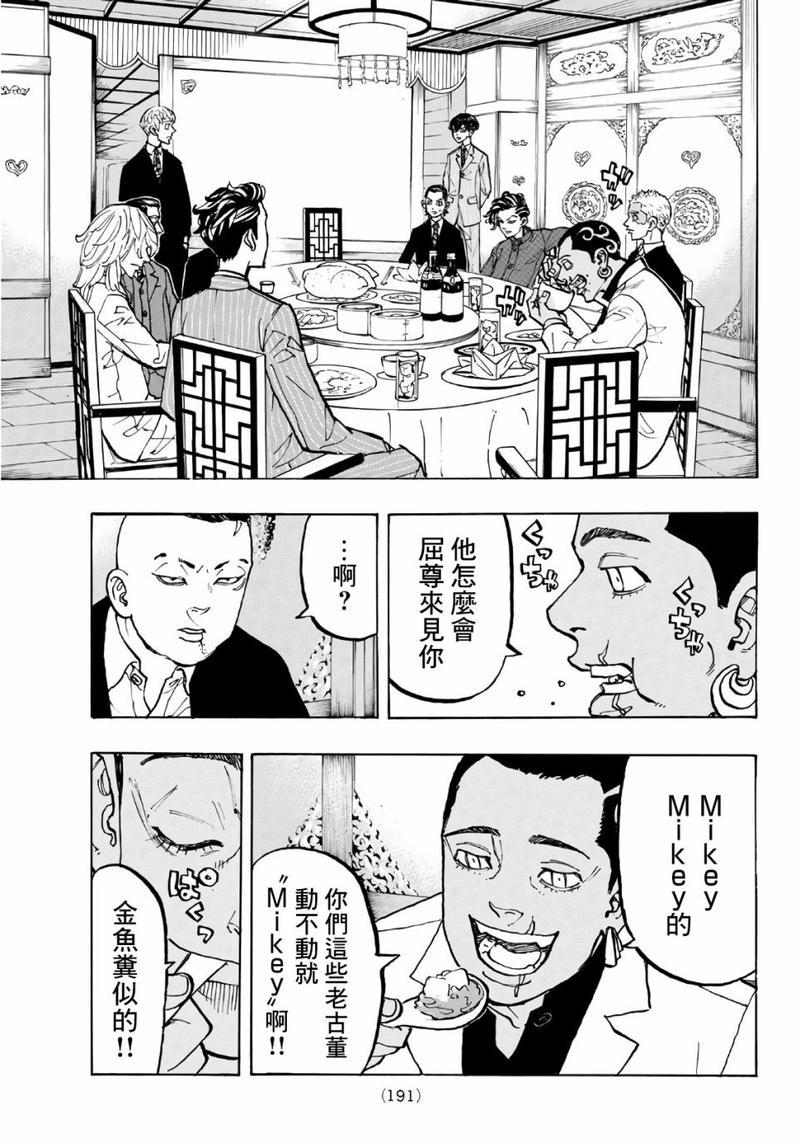 ガッ
ガッ
他怎麼會
屈尊來見你
くっちゃ
くっちゃ
…啊?
Mikey
Mikey的
你們這些老古董
動不動就
〝Mikey〞啊!!
ぱくっ
金魚糞似的!!
(191)